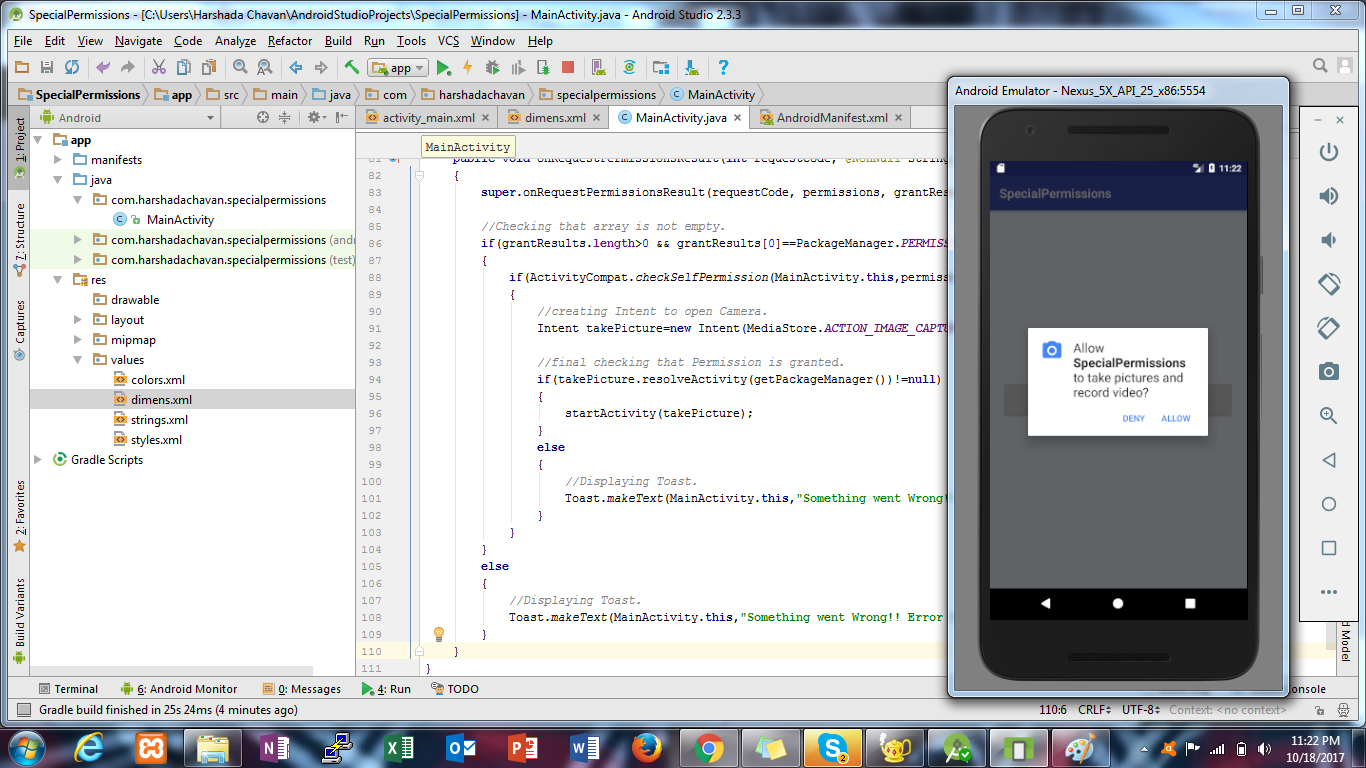 SpecialPermissions - [C:\Users\Harshada Chavan\AndroidStudioProjects\SpecialPermissions] - MainActivity.java - Android Studio 2.3.3
File Edit View Navigate Code Analyze Refactor Build Run Tools VCS Window Help
app
SpecialPermissions app src main java com harshadachavan specialpermissions MainActivity
Android
activity_main.xml dimens.xml MainActivity.java AndroidManifest.xml
MainActivity
1: Project
7: Structure
Captures
2: Favorites
Build Variants
app
manifests
java
com.harshadachavan.specialpermissions
MainActivity
com.harshadachavan.specialpermissions (and
com.harshadachavan.specialpermissions (test)
res
drawable
layout
mipmap
values
colors.xml
dimens.xml
strings.xml
styles.xml
Gradle Scripts
81 public void onRequestPermissionsResult(int requestCode, @NonNull String
82 {
83 super.onRequestPermissionsResult(requestCode, permissions, grantRes
84
85 //Checking that array is not empty.
86 if(grantResults.length>0 && grantResults[0]==PackageManager.PERMISS
87 {
88 if(ActivityCompat.checkSelfPermission(MainActivity.this,permiss
89 {
90 //creating Intent to open Camera.
91 Intent takePicture=new Intent(MediaStore.ACTION_IMAGE_CAPTU
92
93 //final checking that Permission is granted.
94 if(takePicture.resolveActivity(getPackageManager())!=null)
95 {
96 startActivity(takePicture);
97 }
98 else
99 {
100 //Displaying Toast.
101 Toast.makeText(MainActivity.this,"Something went Wrong!
102 }
103 }
104 }
105 else
106 {
107 //Displaying Toast.
108 Toast.makeText(MainActivity.this,"Something went Wrong!! Error
109 }
110 }
111 }
Android Emulator - Nexus_5X_API_25_x86:5554
11:22
SpecialPermissions
Allow
SpecialPermissions
to take pictures and
record video?
DENY ALLOW
d Model
Terminal 6: Android Monitor 0: Messages 4: Run TODO onsole
Gradle build finished in 25s 24ms (4 minutes ago) 110:6 CRLF UTF-8 Context: <no context>
11:22 PM
10/18/2017